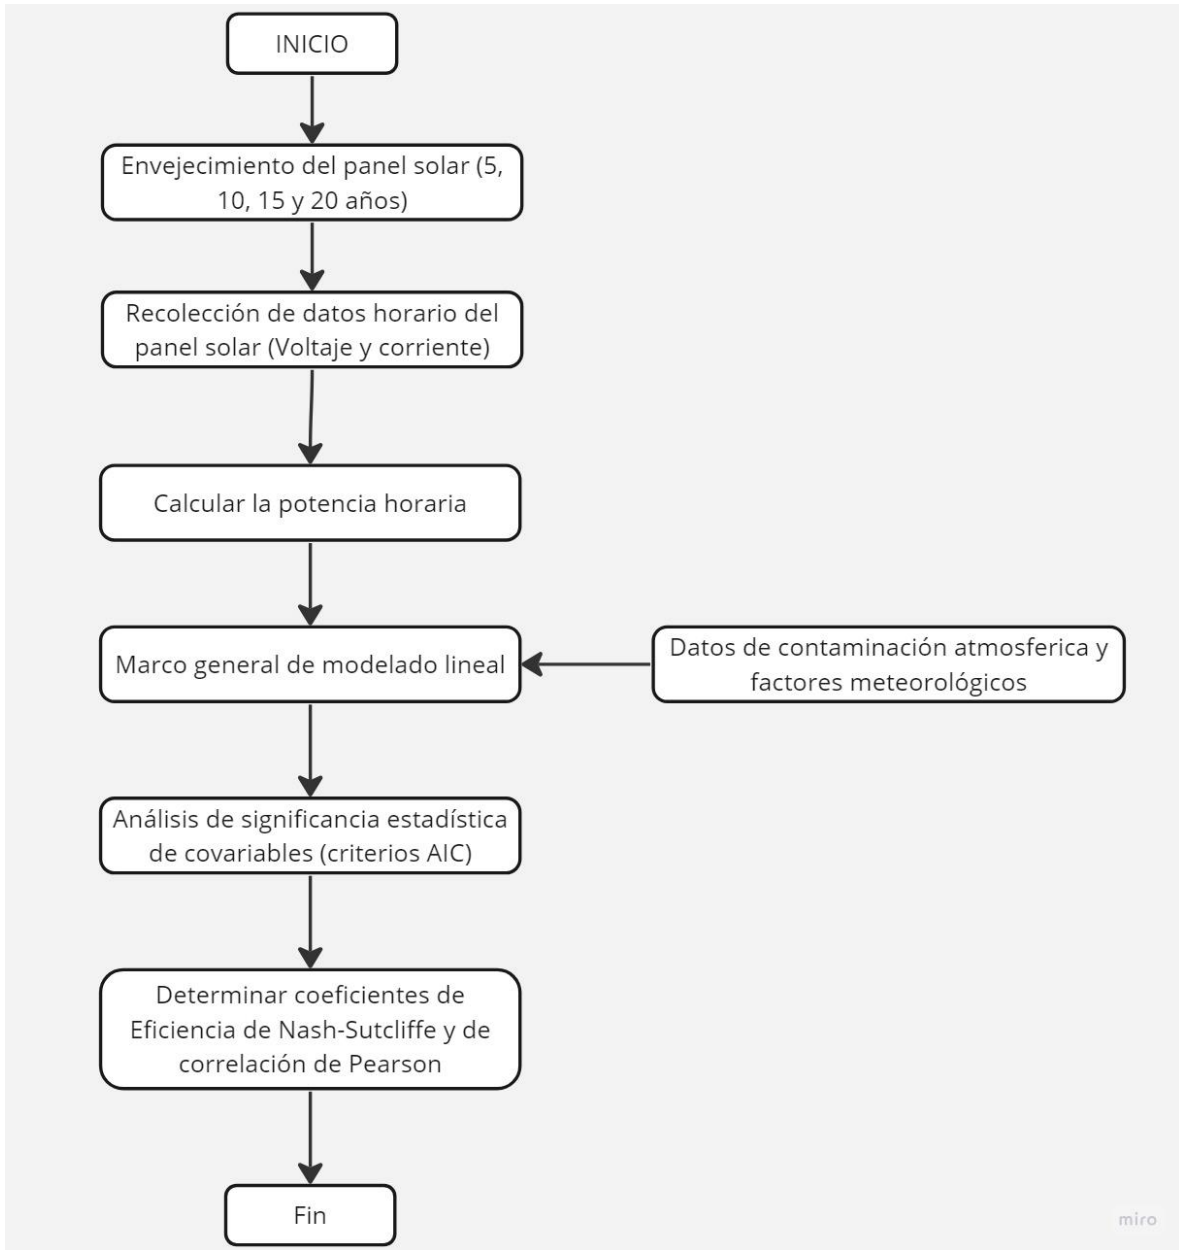 INICIO
Envejecimiento del panel solar (5,
10, 15 y 20 años)
Recolección de datos horario del
panel solar (Voltaje y corriente)
Calcular la potencia horaria
Marco general de modelado lineal
Datos de contaminación atmosferica y
factores meteorológicos
Análisis de significancia estadística
de covariables (criterios AIC)
Determinar coeficientes de
Eficiencia de Nash-Sutcliffe y de
correlación de Pearson
Fin
miro